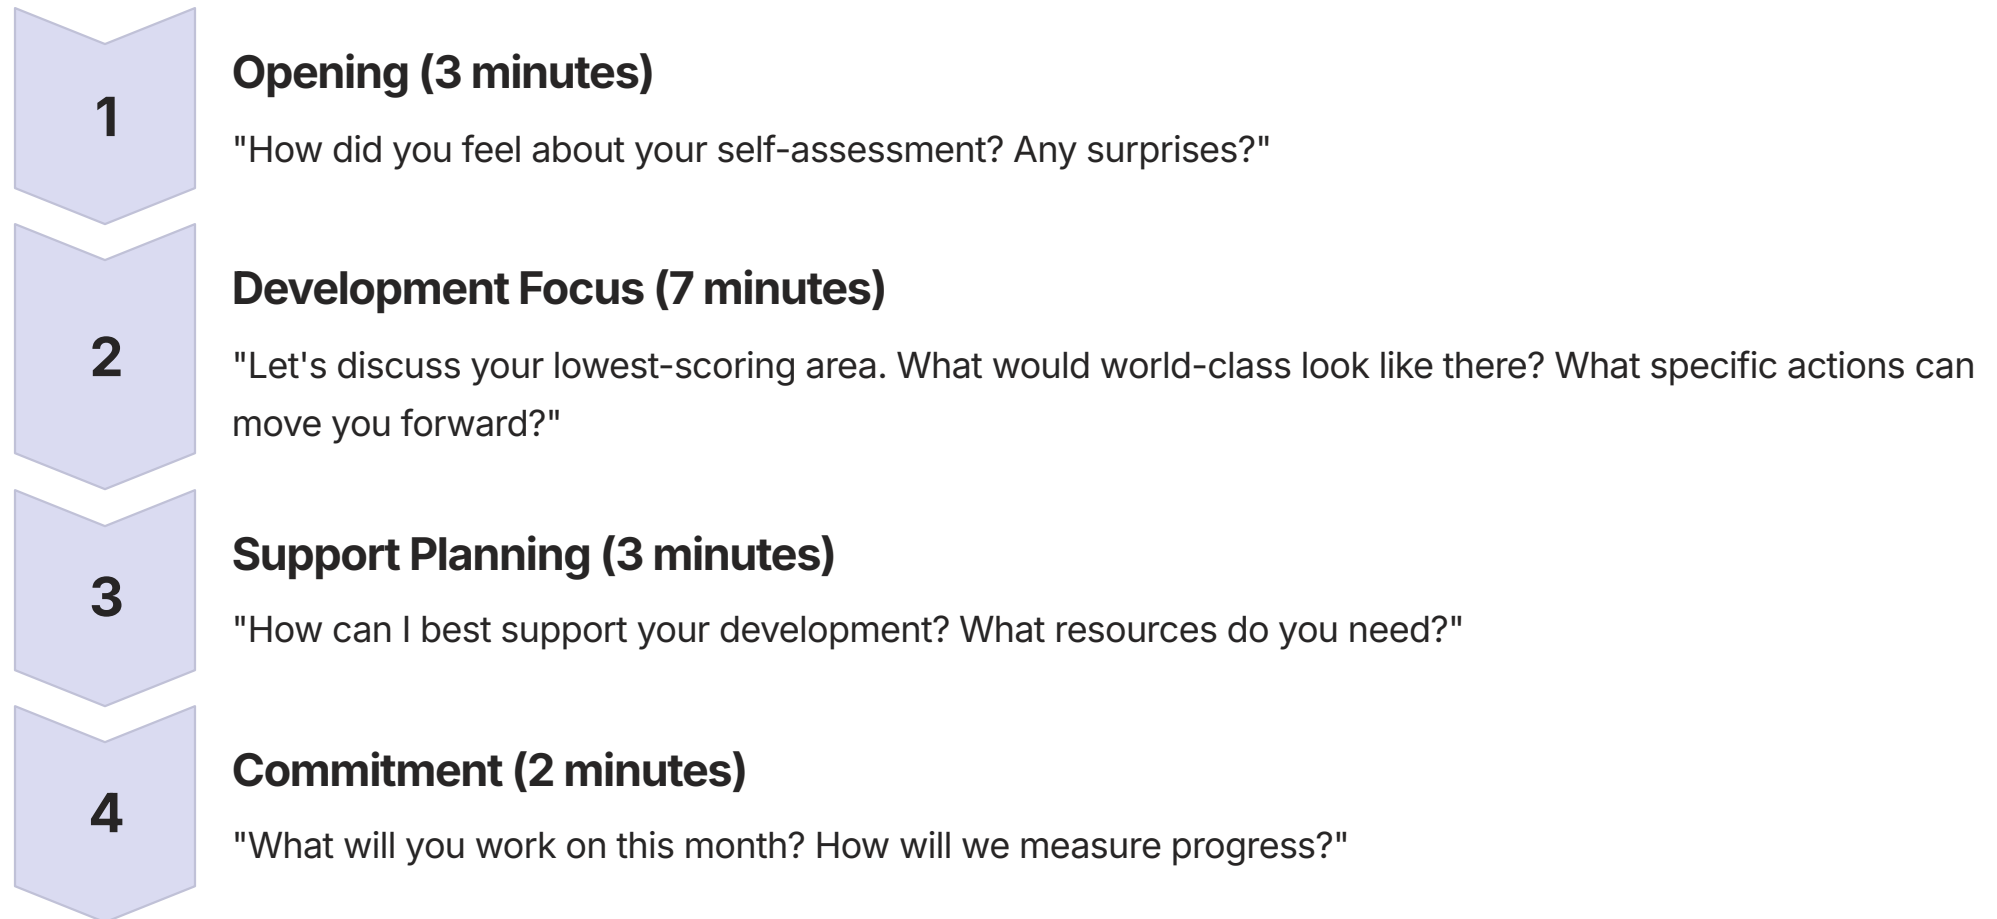 1
Opening (3 minutes)
"How did you feel about your self-assessment? Any surprises?"
2
Development Focus (7 minutes)
"Let's discuss your lowest-scoring area. What would world-class look like there? What specific actions can
move you forward?"
3
Support Planning (3 minutes)
"How can I best support your development? What resources do you need?"
4
Commitment (2 minutes)
"What will you work on this month? How will we measure progress?"